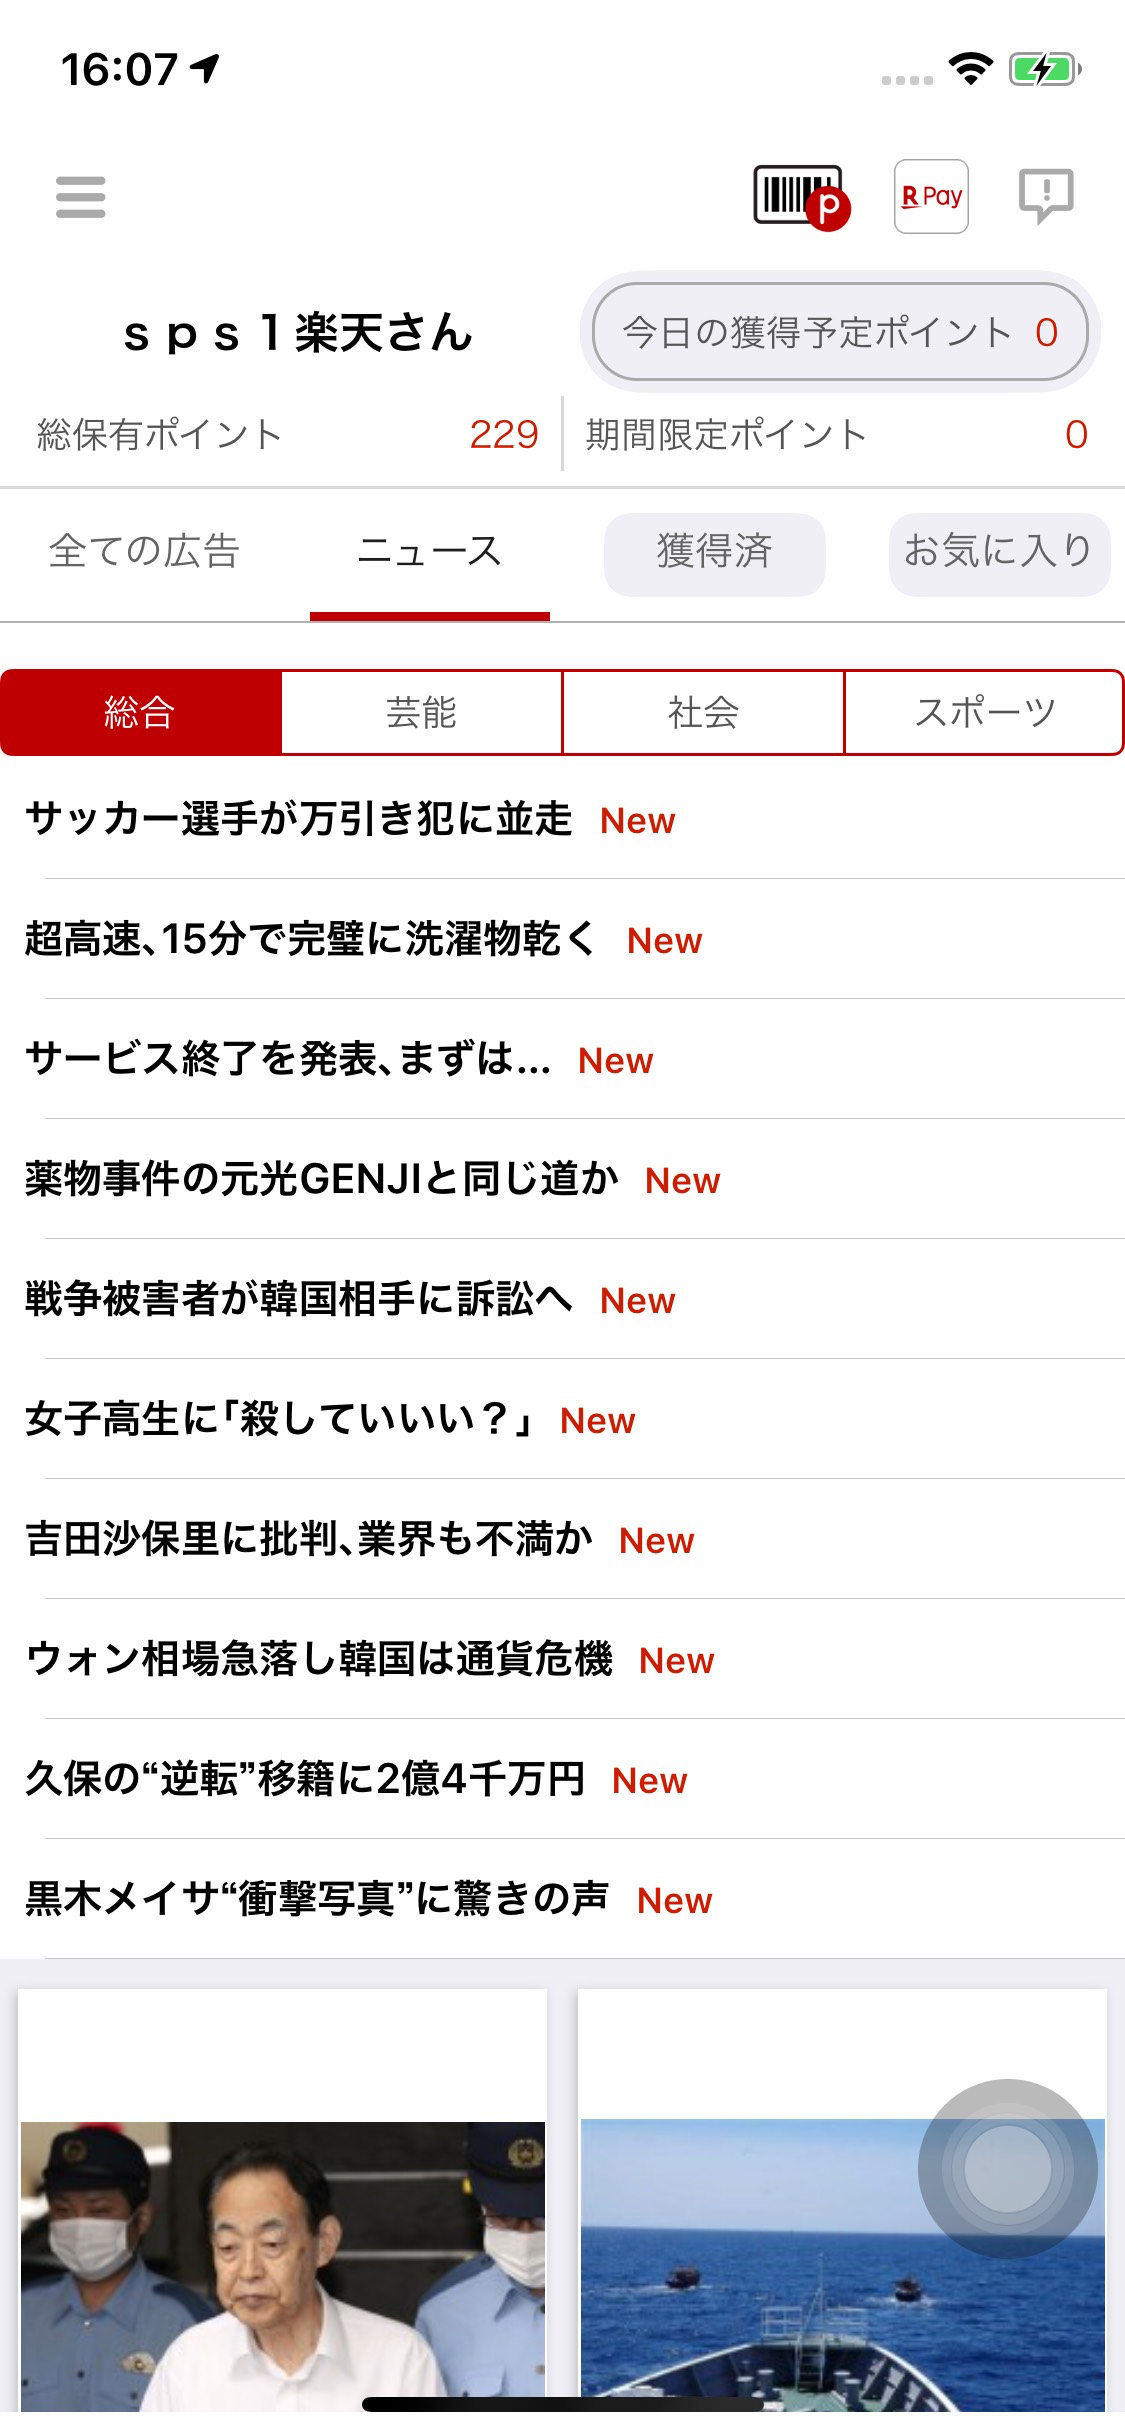 16:07
R Pay
ｓｐｓ１楽天さん
今日の獲得予定ポイント 0
総保有ポイント 229
期間限定ポイント 0
全ての広告 ニュース 獲得済 お気に入り
総合 芸能 社会 スポーツ
サッカー選手が万引き犯に並走 New
超高速、15分で完璧に洗濯物乾く New
サービス終了を発表、まずは... New
薬物事件の元光GENJIと同じ道か New
戦争被害者が韓国相手に訴訟へ New
女子高生に「殺していいい？」 New
吉田沙保里に批判、業界も不満か New
ウォン相場急落し韓国は通貨危機 New
久保の“逆転”移籍に2億4千万円 New
黒木メイサ“衝撃写真”に驚きの声 New